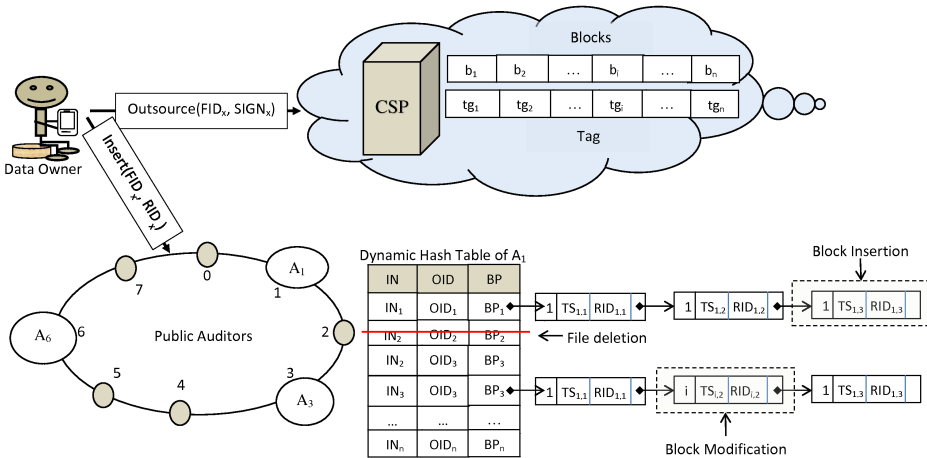 Blocks
b1 b2 ... bi ... bn
CSP
tg1 tg2 ... tgi ... tgn
Tag
Outsource(FIDx, SIGNx)
Data Owner
Insert(FIDx, RIDx)
Public Auditors
0
A1
1
2
3
A3
4
5
A6
6
7
Dynamic Hash Table of A1
IN OID BP
IN1 OID1 BP1
IN2 OID2 BP2
IN2 OID3 BP3
IN3 OID3 BP3
... ... ...
INn OIDn BPn
1 TS1,1 RID1,1
1 TS1,2 RID1,2
1 TS1,3 RID1,3
Block Insertion
File deletion
1 TS1,1 RID1,1
i TSi,2 RIDi,2
1 TS1,3 RID1,3
Block Modification